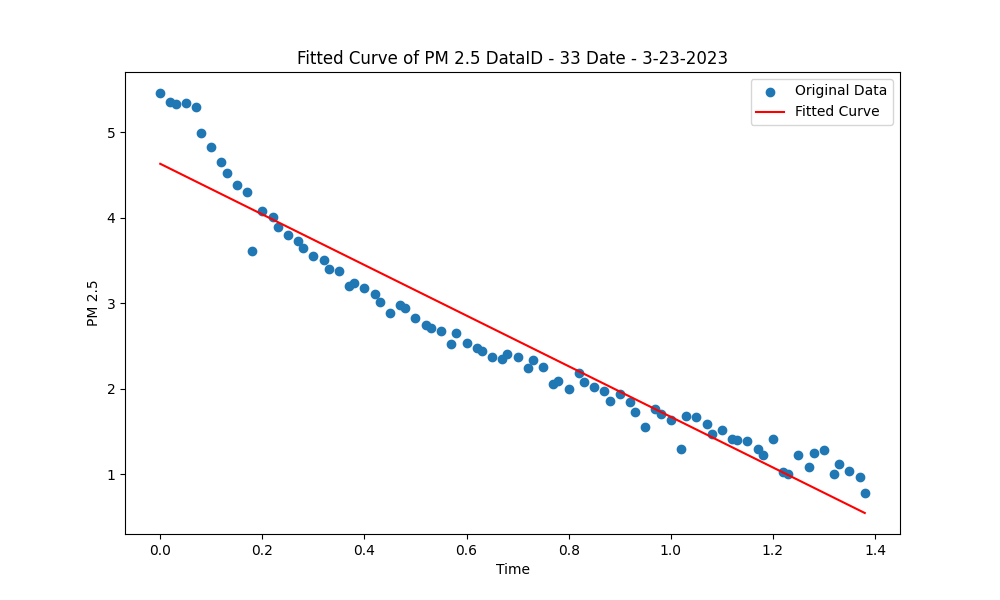 Fitted Curve of PM 2.5 DataID - 33 Date - 3-23-2023
Original Data
Fitted Curve
PM 2.5
5
4
3
2
1
0.0 0.2 0.4 0.6 0.8 1.0 1.2 1.4
Time